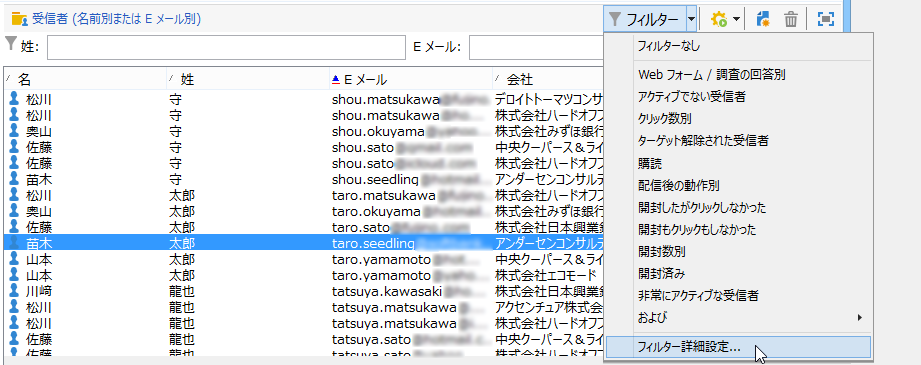 受信者 (名前別または E メール別)
フィルター
姓:
E メール:
名 姓 E メール 会社
松川 守 shou.matsukawa デロイトトーマツコンサ
松川 守 shou.matsukawa 株式会社ハードオフ
奥山 守 shou.okuyama 株式会社みずほ銀行
佐藤 守 shou.sato 中央クーパース＆ライ
佐藤 守 shou.sato 株式会社ハードオフ
苗木 守 shou.seedling アンダーセンコンサルテ
松川 太郎 taro.matsukawa 株式会社ハードオフ
奥山 太郎 taro.okuyama 株式会社みずほ銀行
佐藤 太郎 taro.sato 株式会社日本興業銀
苗木 太郎 taro.seedling アンダーセンコンサルテ
山本 太郎 taro.yamamoto 中央クーパース＆ライ
山本 太郎 taro.yamamoto 株式会社エコモード
川﨑 龍也 tatsuya.kawasaki 株式会社日本興業銀
松川 龍也 tatsuya.matsukawa アクセンチュア株式会
松川 龍也 tatsuya.matsukawa 株式会社ハードオフ
佐藤 龍也 tatsuya.sato 中央クーパース＆ライ
佐藤 龍也 tatsuya.sato 株式会社ハードオフ
フィルターなし
Web フォーム / 調査の回答別
アクティブでない受信者
クリック数別
ターゲット解除された受信者
購読
配信後の動作別
開封したがクリックしなかった
開封もクリックもしなかった
開封数別
開封済み
非常にアクティブな受信者
および
フィルター詳細設定...